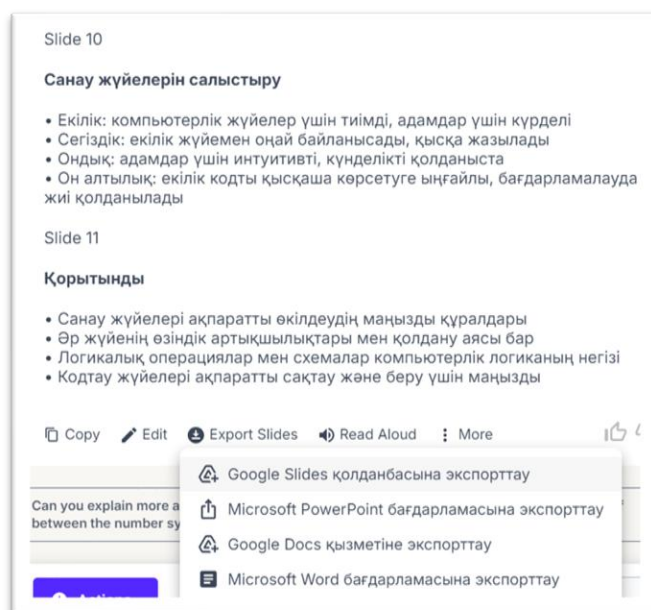 Slide 10
Санау жүйелерін салыстыру
• Екілік: компьютерлік жүйелер үшін тиімді, адамдар үшін күрделі
• Сегіздік: екілік жүйемен оңай байланысады, қысқа жазылады
• Ондық: адамдар үшін интуитивті, күнделікті қолданыста
• Он алтылық: екілік кодты қысқаша көрсетуге ыңғайлы, бағдарламалауда
жиі қолданылады
Slide 11
Қорытынды
• Санау жүйелері ақпаратты өкілдеудің маңызды құралдары
• Әр жүйенің өзіндік артықшылықтары мен қолдану аясы бар
• Логикалық операциялар мен схемалар компьютерлік логиканың негізі
• Кодтау жүйелері ақпаратты сақтау және беру үшін маңызды
Copy Edit Export Slides Read Aloud More
Google Slides қолданбасына экспорттау
Can you explain more a
Microsoft PowerPoint бағдарламасына экспорттау
between the number sy
Google Docs қызметіне экспорттау
Microsoft Word бағдарламасына экспорттау